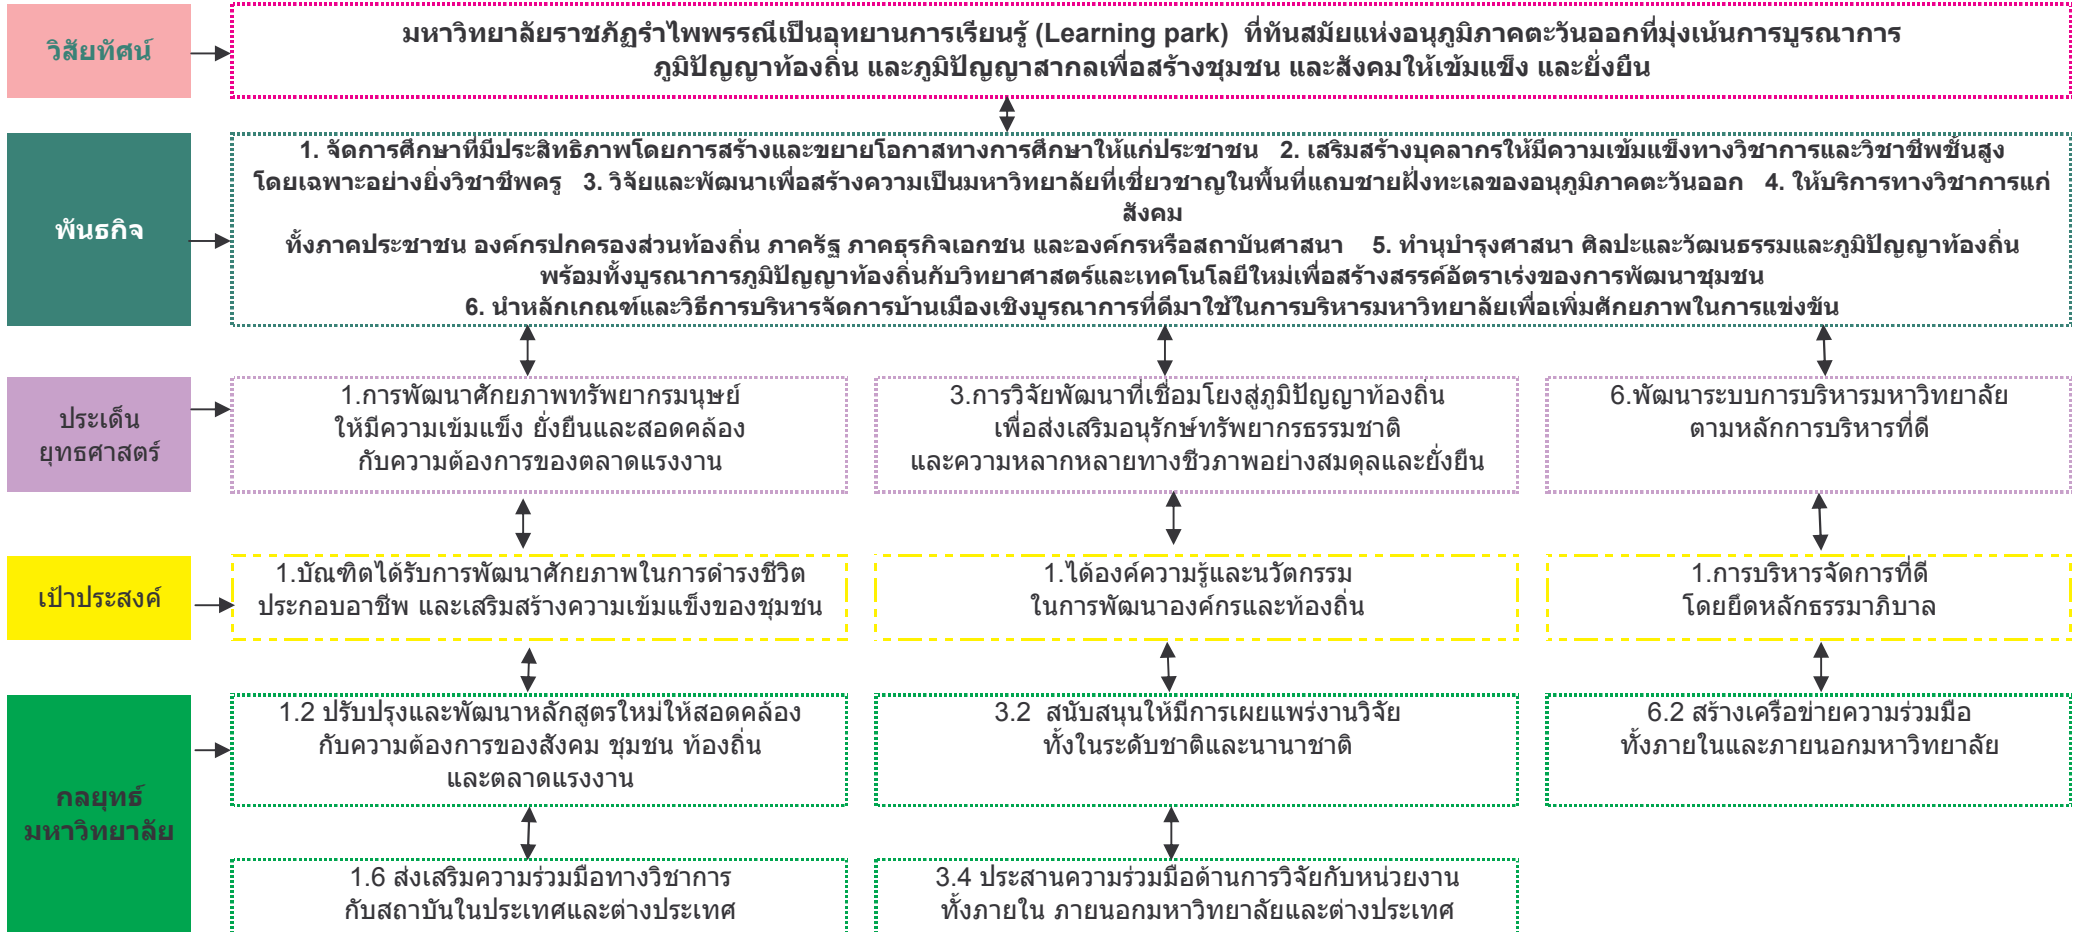 วิสัยทัศน์
มหาวิทยาลัยราชภัฏรำไพพรรณีเป็นอุทยานการเรียนรู้ (Learning park) ที่ทันสมัยแห่งอนุภูมิภาคตะวันออกที่มุ่งเน้นการบูรณาการ
ภูมิปัญญาท้องถิ่น และภูมิปัญญาสากลเพื่อสร้างชุมชน และสังคมให้เข้มแข็ง และยั่งยืน
พันธกิจ
1. จัดการศึกษาที่มีประสิทธิภาพโดยการสร้างและขยายโอกาสทางการศึกษาให้แก่ประชาชน 2. เสริมสร้างบุคลากรให้มีความเข้มแข็งทางวิชาการและวิชาชีพชั้นสูง
โดยเฉพาะอย่างยิ่งวิชาชีพครู 3. วิจัยและพัฒนาเพื่อสร้างความเป็นมหาวิทยาลัยที่เชี่ยวชาญในพื้นที่แถบชายฝั่งทะเลของอนุภูมิภาคตะวันออก 4. ให้บริการทางวิชาการแก่
สังคม
ทั้งภาคประชาชน องค์กรปกครองส่วนท้องถิ่น ภาครัฐ ภาคธุรกิจเอกชน และองค์กรหรือสถาบันศาสนา 5. ทำนุบำรุงศาสนา ศิลปะและวัฒนธรรมและภูมิปัญญาท้องถิ่น
พร้อมทั้งบูรณาการภูมิปัญญาท้องถิ่นกับวิทยาศาสตร์และเทคโนโลยีใหม่เพื่อสร้างสรรค์อัตราเร่งของการพัฒนาชุมชน
6. นำหลักเกณฑ์และวิธีการบริหารจัดการบ้านเมืองเชิงบูรณาการที่ดีมาใช้ในการบริหารมหาวิทยาลัยเพื่อเพิ่มศักยภาพในการแข่งขัน
ประเด็น
ยุทธศาสตร์
1.การพัฒนาศักยภาพทรัพยากรมนุษย์
ให้มีความเข้มแข็ง ยั่งยืนและสอดคล้อง
กับความต้องการของตลาดแรงงาน
3.การวิจัยพัฒนาที่เชื่อมโยงสู่ภูมิปัญญาท้องถิ่น
เพื่อส่งเสริมอนุรักษ์ทรัพยากรธรรมชาติ
และความหลากหลายทางชีวภาพอย่างสมดุลและยั่งยืน
6.พัฒนาระบบการบริหารมหาวิทยาลัย
ตามหลักการบริหารที่ดี
เป้าประสงค์
1.บัณฑิตได้รับการพัฒนาศักยภาพในการดำรงชีวิต
ประกอบอาชีพ และเสริมสร้างความเข้มแข็งของชุมชน
1.ได้องค์ความรู้และนวัตกรรม
ในการพัฒนาองค์กรและท้องถิ่น
1.การบริหารจัดการที่ดี
โดยยึดหลักธรรมาภิบาล
กลยุทธ์
มหาวิทยาลัย
1.2 ปรับปรุงและพัฒนาหลักสูตรใหม่ให้สอดคล้อง
กับความต้องการของสังคม ชุมชน ท้องถิ่น
และตลาดแรงงาน
3.2 สนับสนุนให้มีการเผยแพร่งานวิจัย
ทั้งในระดับชาติและนานาชาติ
6.2 สร้างเครือข่ายความร่วมมือ
ทั้งภายในและภายนอกมหาวิทยาลัย
1.6 ส่งเสริมความร่วมมือทางวิชาการ
กับสถาบันในประเทศและต่างประเทศ
3.4 ประสานความร่วมมือด้านการวิจัยกับหน่วยงาน
ทั้งภายใน ภายนอกมหาวิทยาลัยและต่างประเทศ